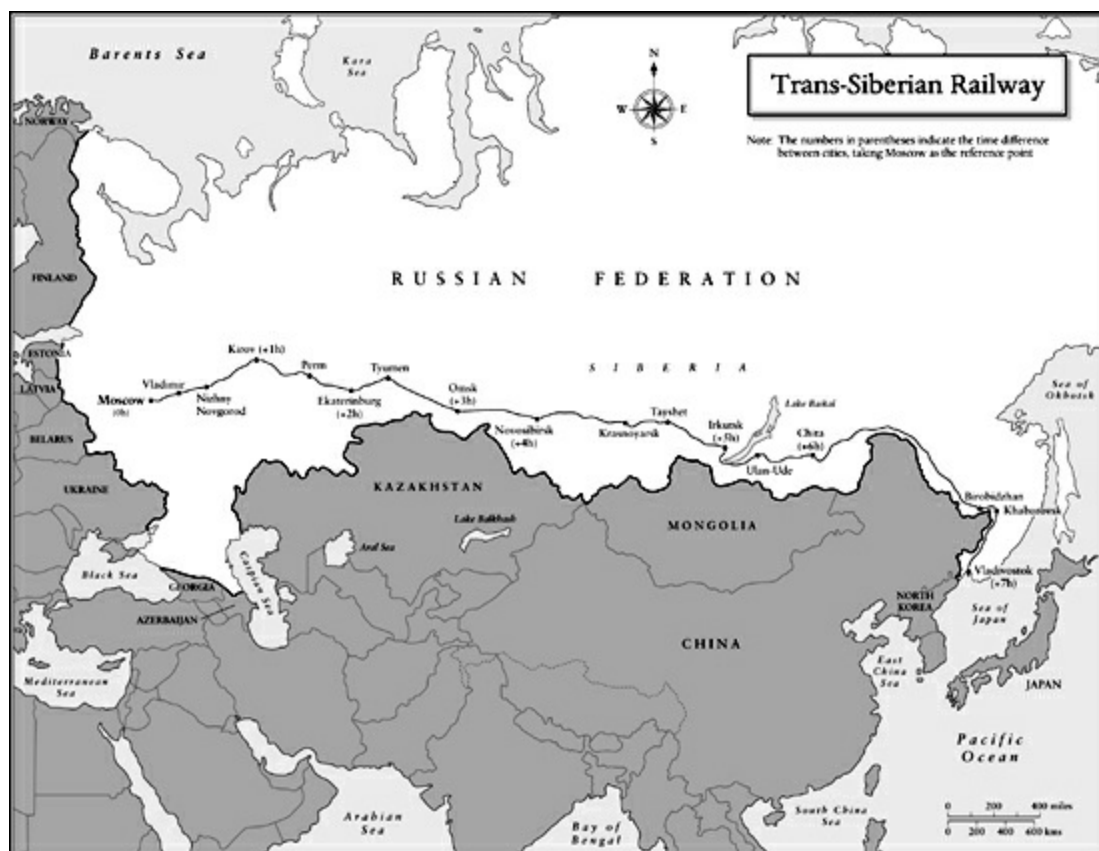 Barents Sea
Kara
Sea
N
W
E
S
Trans-Siberian Railway
Note: The numbers in parentheses indicate the time difference
between cities, taking Moscow as the reference point
NORWAY
FINLAND
RUSSIAN FEDERATION
ESTONIA
LATVIA
BELARUS
UKRAINE
Moscow
(0h)
Vladimir
Nizhny
Novgorod
Kirov (+1h)
Perm
Ekaterinburg
(+2h)
Tyumen
Omsk
(+3h)
Novosibirsk
(+4h)
SIBERIA
Krasnoyarsk
Tayshet
Irkutsk
(+5h)
Lake Baikal
Ulan-Ude
Chita
(+6h)
Sea of
Okhotsk
Birobidzhan
Khabarovsk
Vladivostok
(+7h)
KAZAKHSTAN
Lake Balkhash
Aral Sea
MONGOLIA
Black Sea
Caspian Sea
GEORGIA
AZERBAIJAN
NORTH
KOREA
Sea of
Japan
CHINA
East
China
Sea
JAPAN
Mediterranean
Sea
Pacific
Ocean
Arabian
Sea
Bay of
Bengal
South China
Sea
0 200 400 miles
0 200 400 600 kms